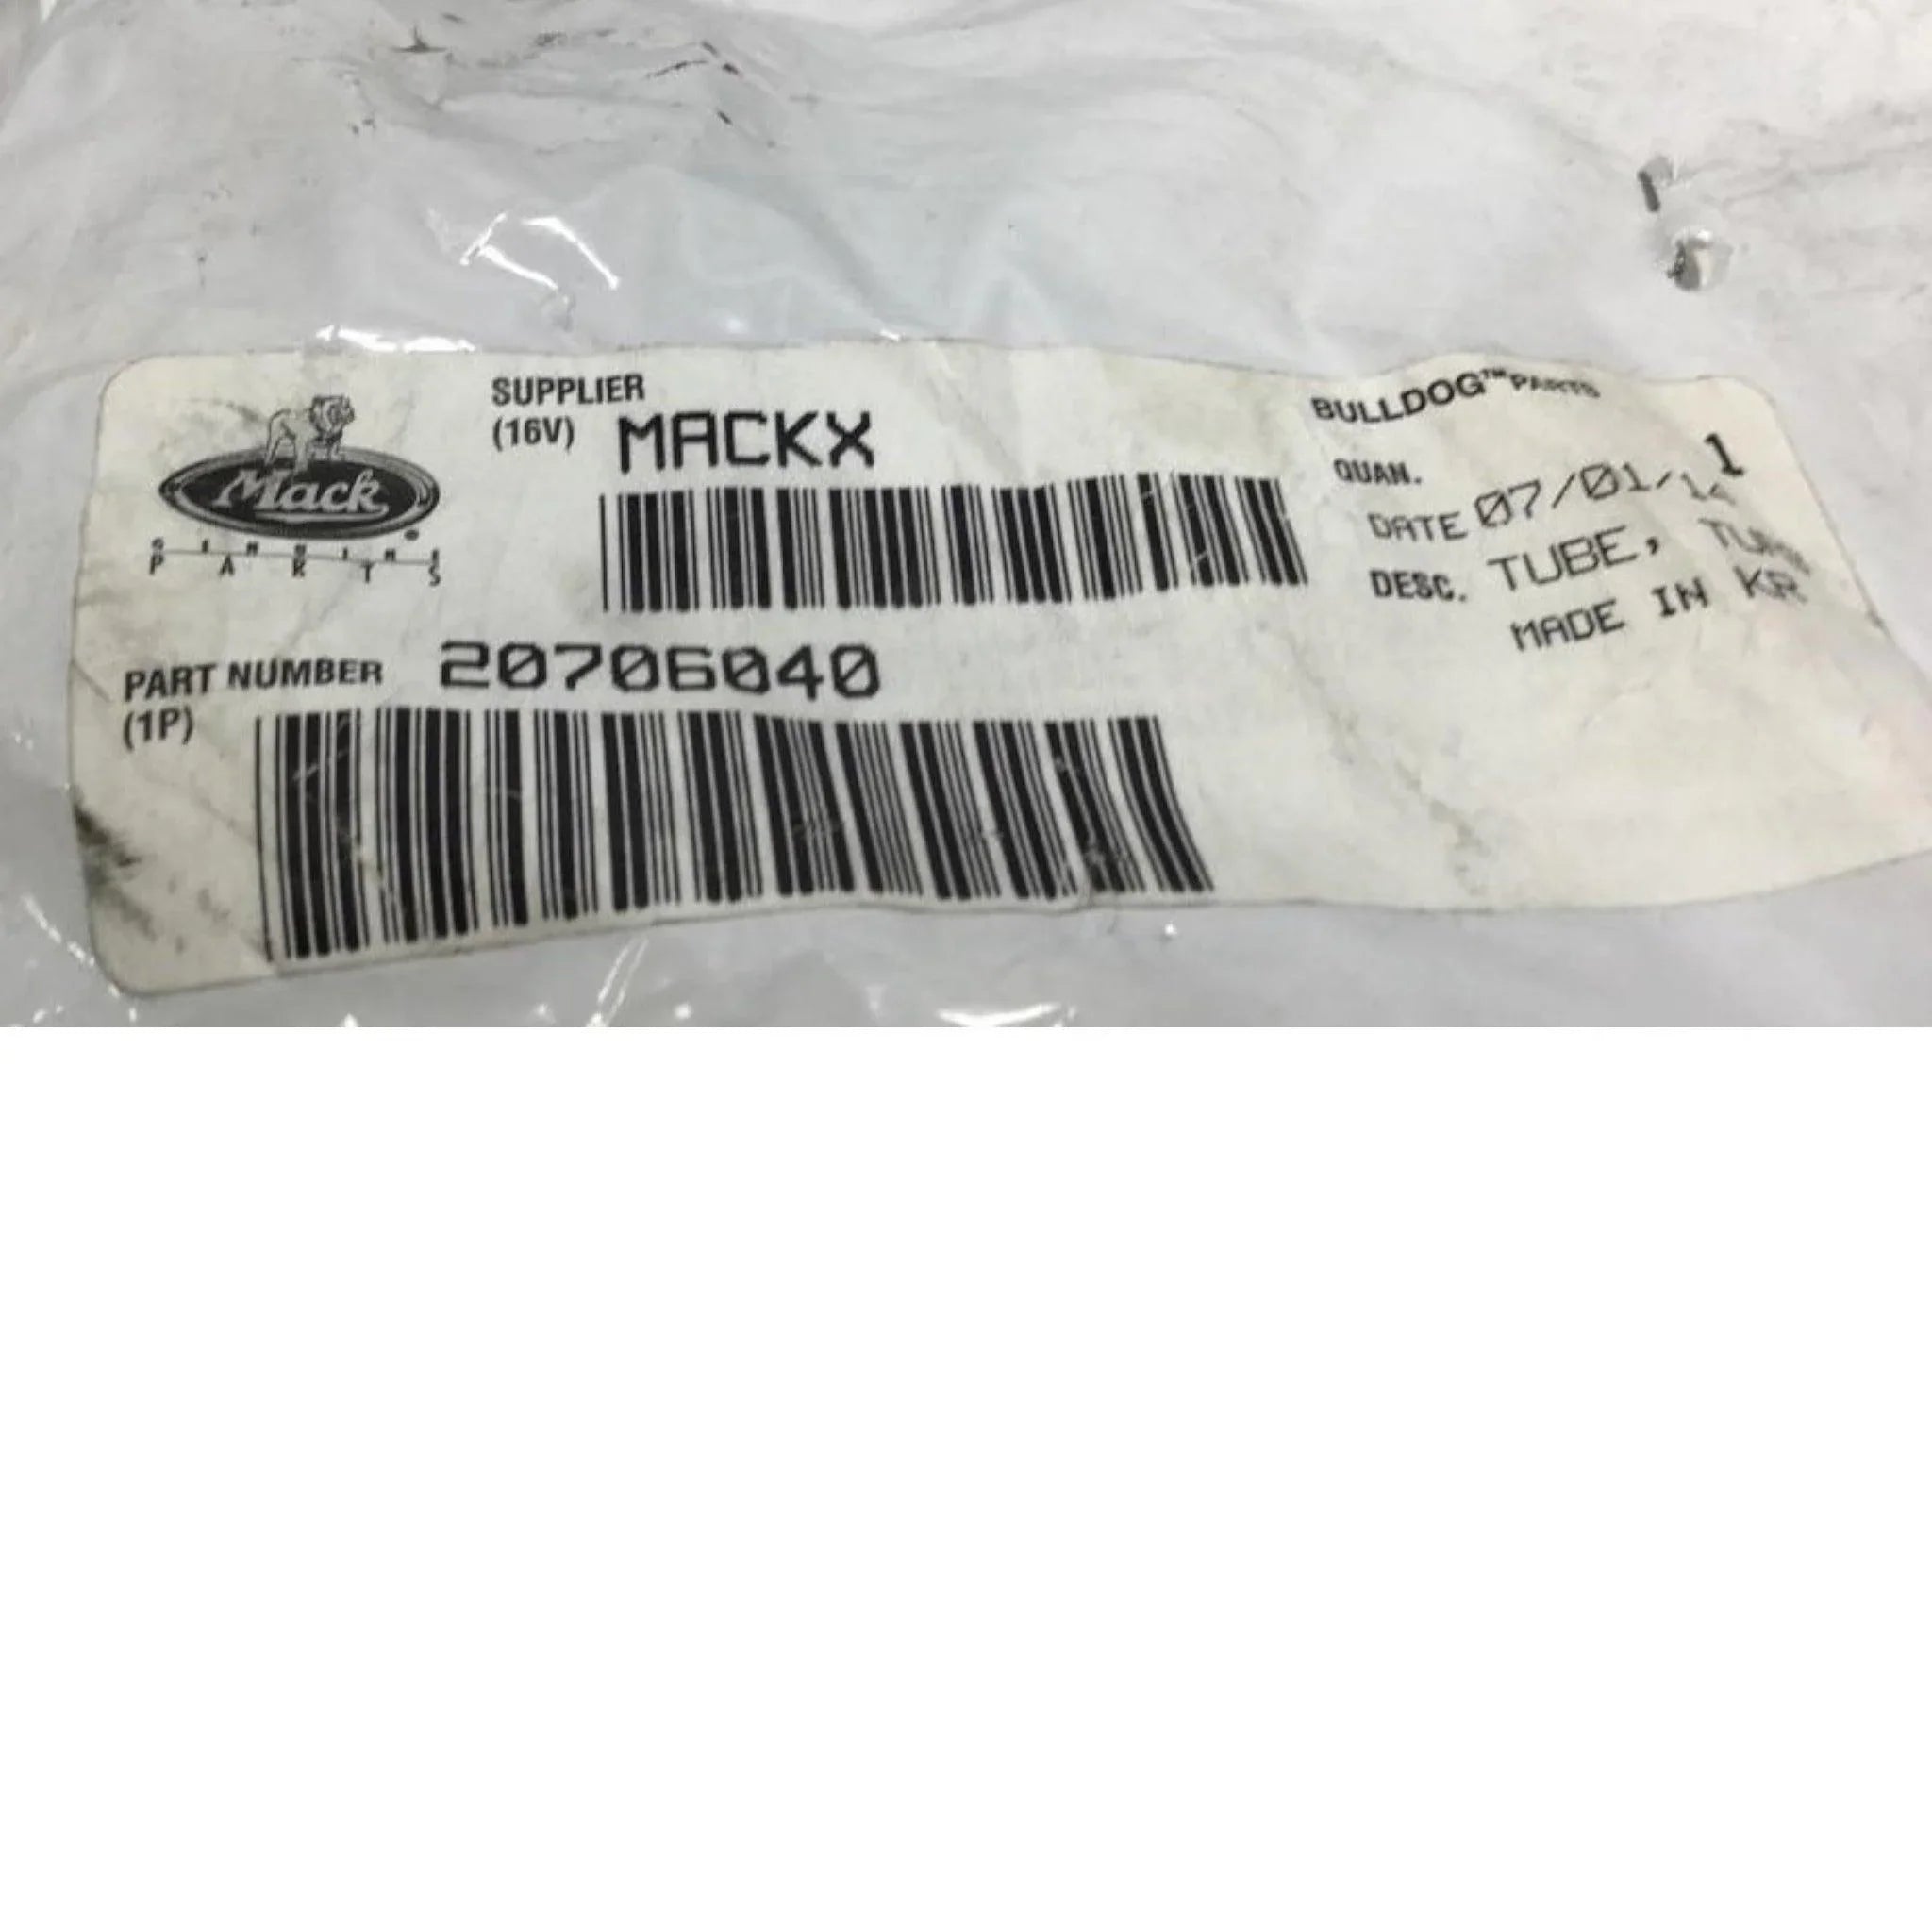 Mack
GENUINE
PARTS
SUPPLIER
(16V) MACKX
PART NUMBER 20706040
(1P)
BULLDOG™ PARTS
QUAN. 1
DATE 07/01/
DESC. TUBE,
MADE IN KR